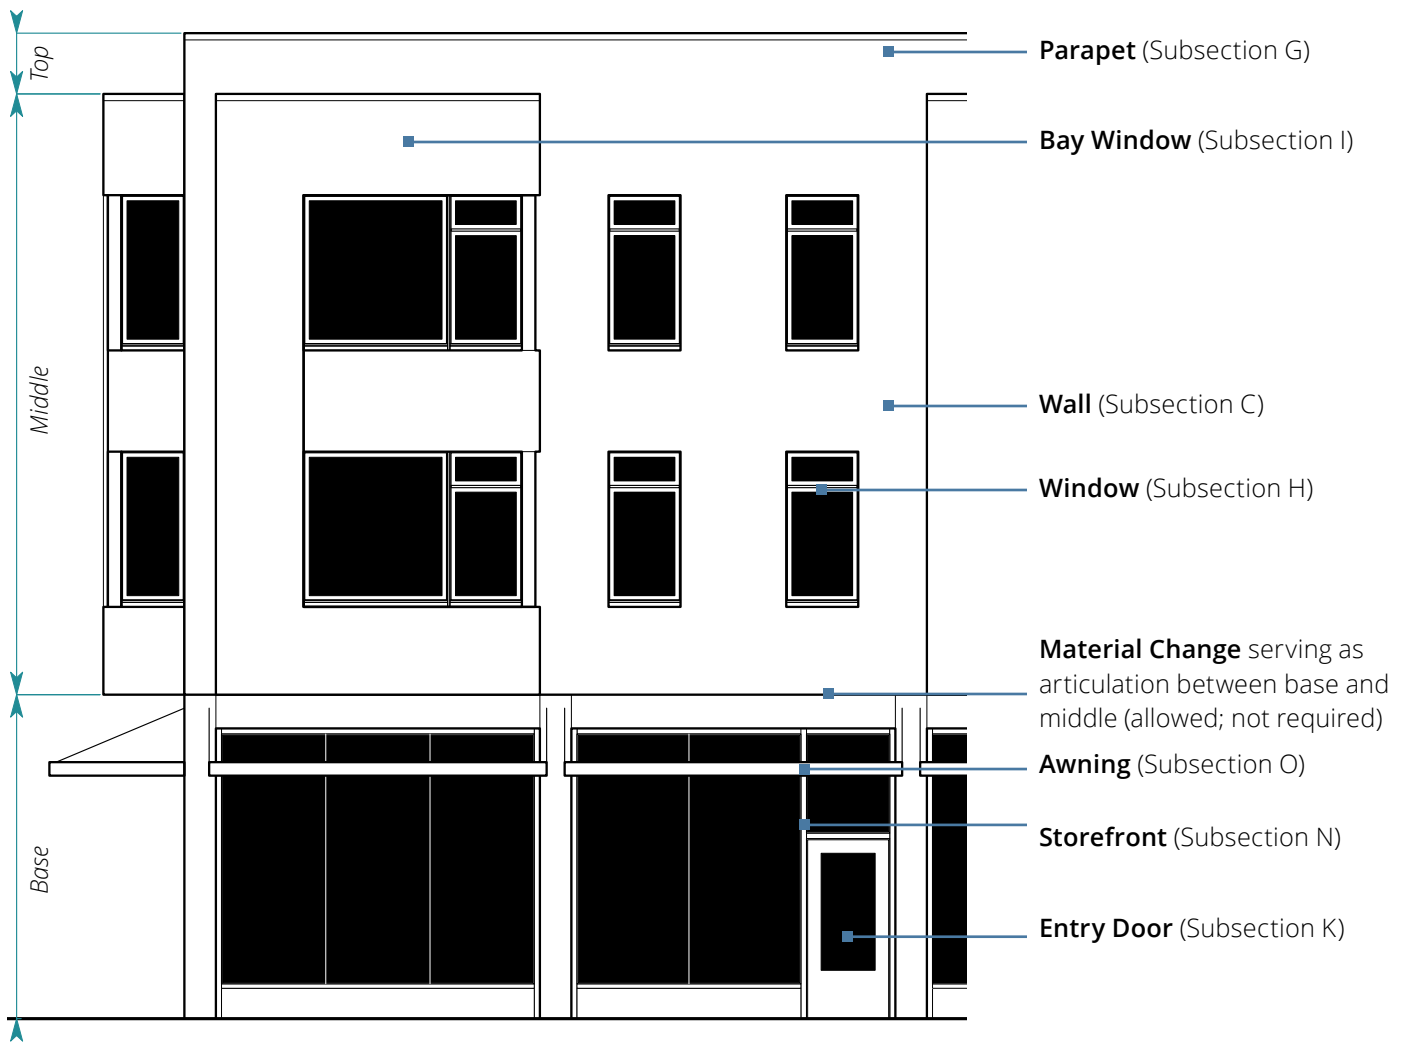 Top
Parapet (Subsection G)
Bay Window (Subsection I)
Middle
Wall (Subsection C)
Window (Subsection H)
Material Change serving as
articulation between base and
middle (allowed; not required)
Awning (Subsection O)
Storefront (Subsection N)
Base
Entry Door (Subsection K)